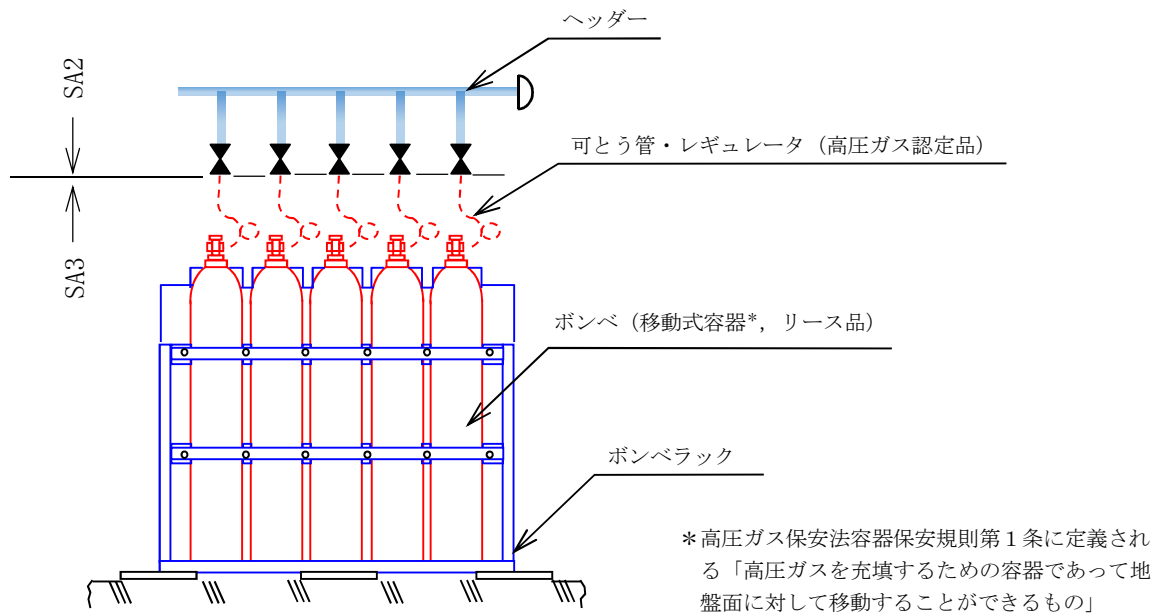 ヘッダー
SA2
可とう管・レギュレータ（高圧ガス認定品）
SA3
ボンベ（移動式容器*，リース品）
ボンベラック
＊高圧ガス保安法容器保安規則第１条に定義され
る「高圧ガスを充填するための容器であって地
盤面に対して移動することができるもの」